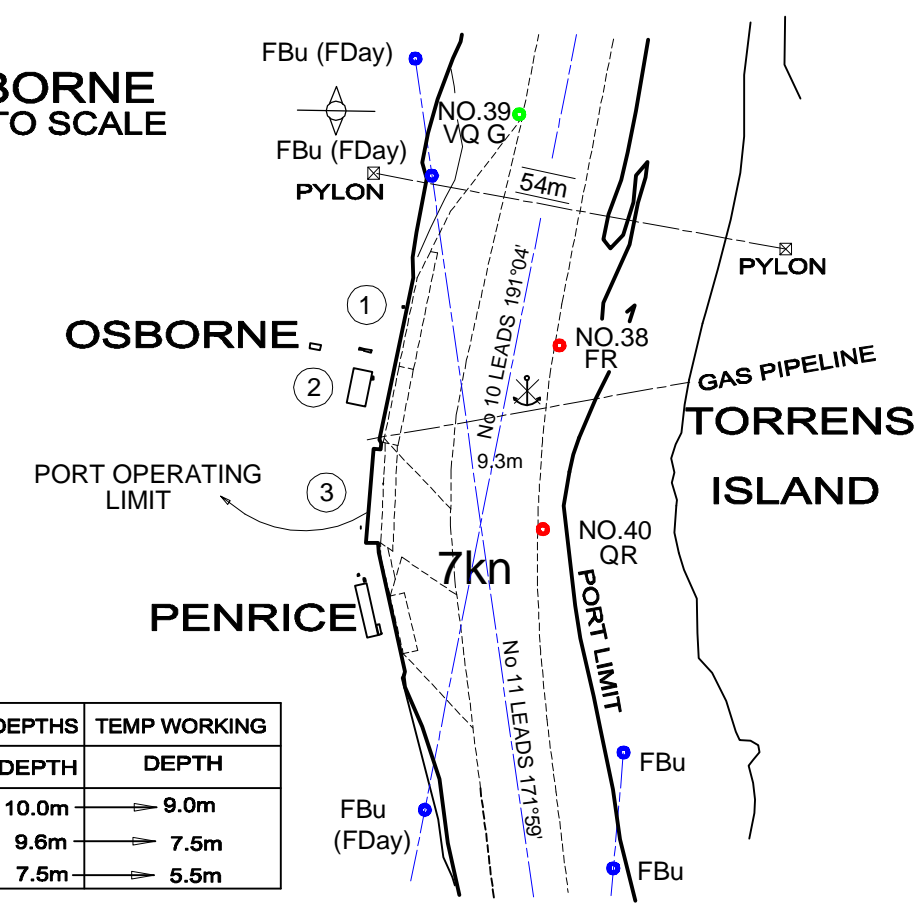 BORNE
TO SCALE
FBu (FDay)
NO.39
VQ G
FBu (FDay)
PYLON
54m
PYLON
No 10 LEADS 191°04'
1
OSBORNE
NO.38
FR
2
GAS PIPELINE
TORRENS
ISLAND
9.3m
PORT OPERATING
LIMIT
3
NO.40
QR
7kn
PENRICE
PORT LIMIT
No 11 LEADS 171°59'
DEPTHS TEMP WORKING
DEPTH DEPTH
10.0m 9.0m
9.6m 7.5m
7.5m 5.5m
FBu
FBu
(FDay)
FBu